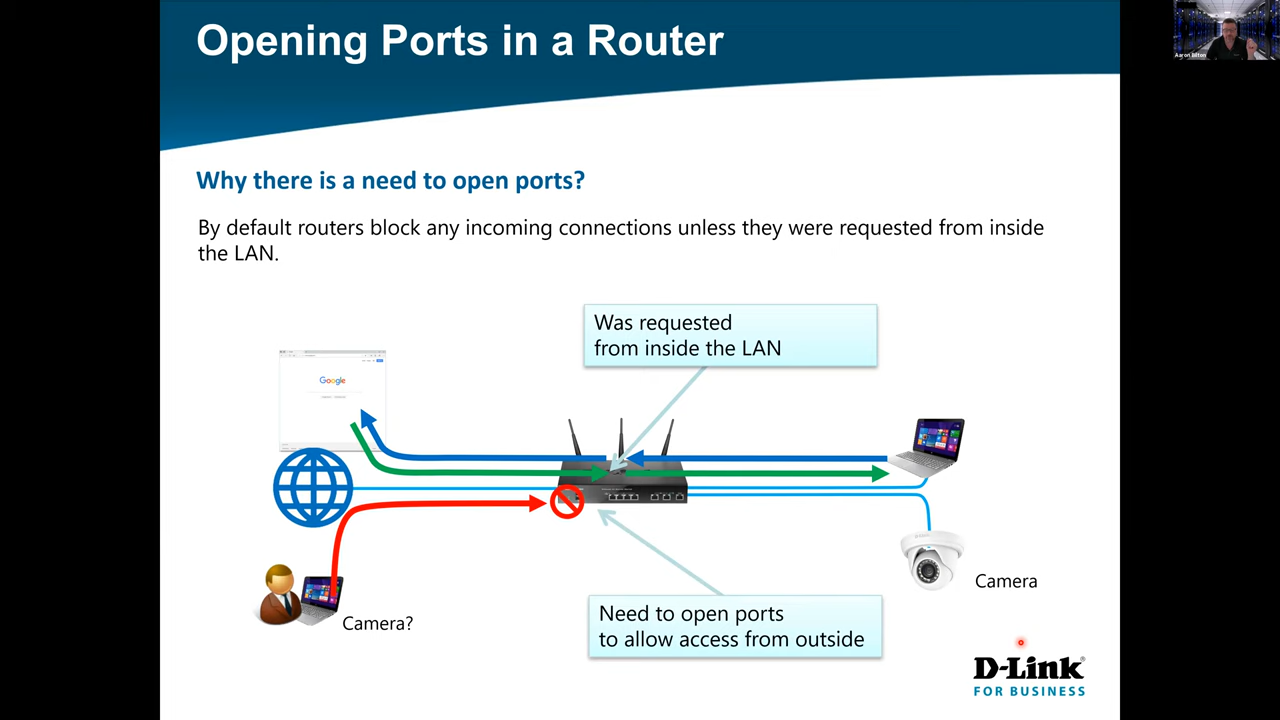 Opening Ports in a Router
Aaron Bilton
Why there is a need to open ports?
By default routers block any incoming connections unless they were requested from inside
the LAN.
Was requested
from inside the LAN
Google
Camera
Camera?
Need to open ports
to allow access from outside
D-Link®
FOR BUSINESS